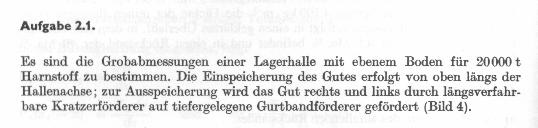 Aufgabe 2.1.
Es sind die Grobabmessungen einer Lagerhalle mit ebenem Boden für 20000 t
Harnstoff zu bestimmen. Die Einspeicherung des Gutes erfolgt von oben längs der
Hallenachse; zur Ausspeicherung wird das Gut rechts und links durch längsverfahr-
bare Kratzerförderer auf tiefergelegene Gurtbandförderer gefördert (Bild 4).